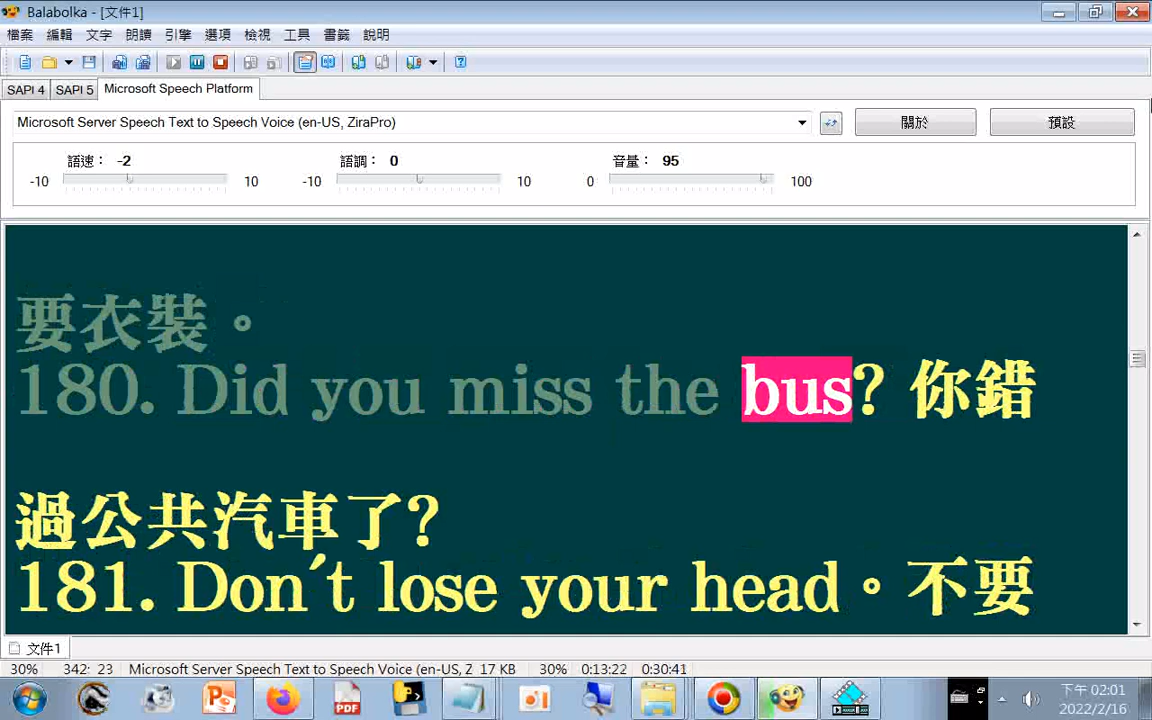 Balabolka - [文件1]
檔案 編輯 文字 朗讀 引擎 選項 檢視 工具 書籤 說明
SAPI 4 SAPI 5 Microsoft Speech Platform
Microsoft Server Speech Text to Speech Voice (en-US, ZiraPro) 關於 預設
語速： -2 語調： 0 音量： 95
-10 10 -10 10 0 100
要衣裝。
180. Did you miss the bus? 你錯
過公共汽車了?
181. Don't lose your head。不要
文件1
30% 342: 23 Microsoft Server Speech Text to Speech Voice (en-US, Z 17 KB 30% 0:13:22 0:30:41
下午 02:01
2022/2/16